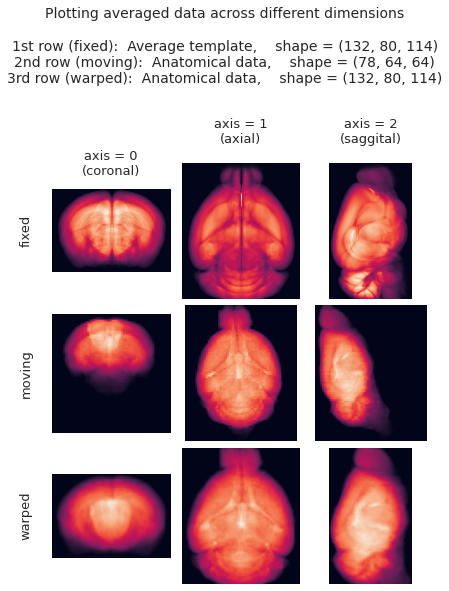 Plotting averaged data across different dimensions
1st row (fixed):  Average template,    shape = (132, 80, 114)
2nd row (moving):  Anatomical data,    shape = (78, 64, 64)
3rd row (warped):  Anatomical data,    shape = (132, 80, 114)
axis = 0
(coronal)
axis = 1
(axial)
axis = 2
(saggital)
fixed
moving
warped